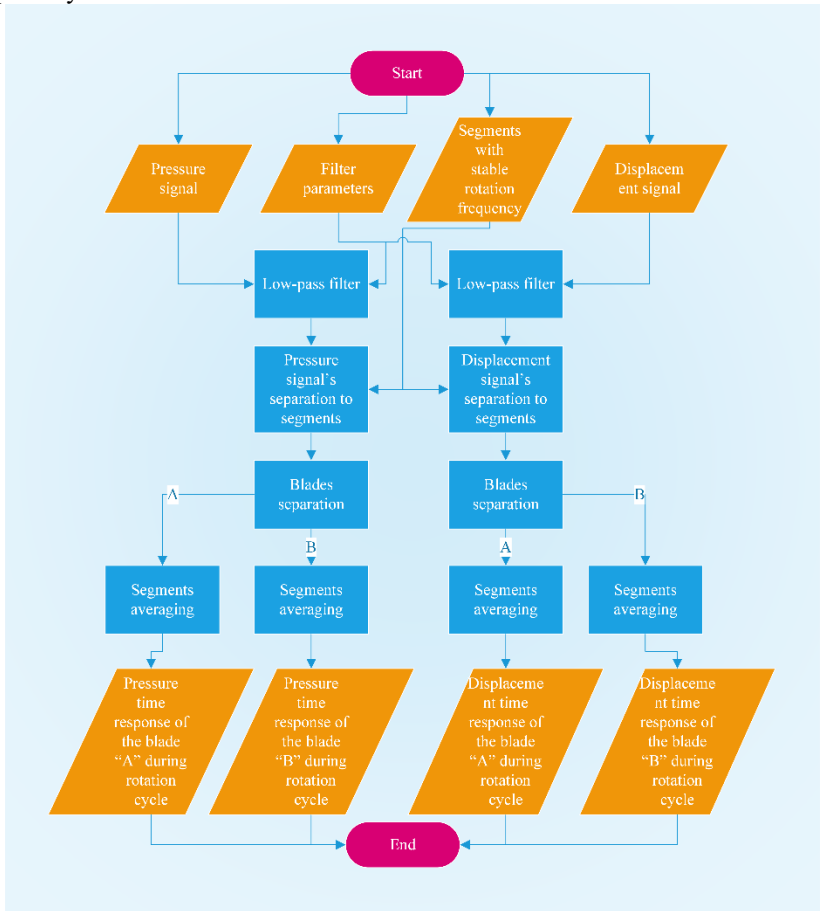 Start
Pressure
signal
Filter
parameters
Segments
with
stable
rotation
frequency
Displacem
ent signal
Low-pass filter
Low-pass filter
Pressure
signal's
separation to
segments
Displacement
signal's
separation to
segments
Blades
separation
Blades
separation
A
B
A
B
Segments
averaging
Segments
averaging
Segments
averaging
Segments
averaging
Pressure
time
response of
the blade
“A” during
rotation
cycle
Pressure
time
response of
the blade
“B” during
rotation
cycle
Displaceme
nt time
response of
the blade
“A” during
rotation
cycle
Displaceme
nt time
response of
the blade
“B” during
rotation
cycle
End